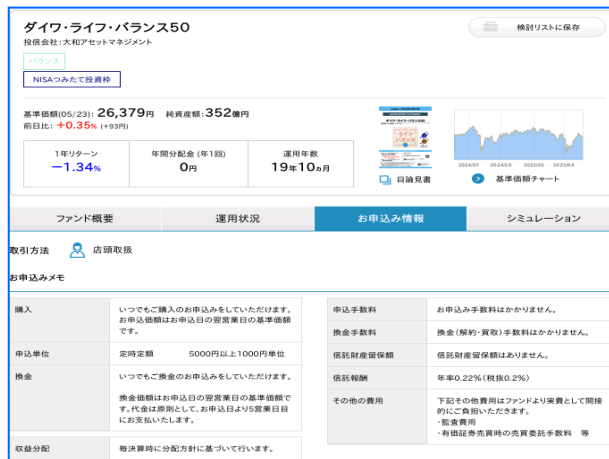 ダイワ・ライフ・バランス50
投信会社:大和アセットマネジメント
検討リストに保存
バランス
NISAつみたて投資枠
基準価額(05/23): 26,379円 純資産額:352億円
前日比: +0.35% (+93円)
1年リターン
−1.34%
年間分配金 (年1回)
0円
運用年数
19年10ヵ月
ダイワ・ライフ・バランス50
目論見書
2024/07 2024/10 2025/01 2025/04
基準価額チャート
ファンド概要
運用状況
お申込み情報
シミュレーション
取引方法
店頭取扱
お申込みメモ
購入
いつでもご購入のお申込みをしていただけます。
お申込価額はお申込日の翌営業日の基準価額
です。
申込単位
定時定額 5000円以上1000円単位
換金
いつでもご換金のお申込みをしていただけます。
換金価額はお申込日の翌営業日の基準価額で
す。代金は原則として、お申込日より5営業日目
にお支払いいたします。
収益分配
毎決算時に分配方針に基づいて行います。
申込手数料
お申込み手数料はかかりません。
換金手数料
換金(解約・買取)手数料はかかりません。
信託財産留保額
信託財産留保額はありません。
信託報酬
年率0.22%(税抜0.2%)
その他の費用
下記その他費用はファンドより実費として間接
的にご負担いただきます。
・監査費用
・有価証券売買時の売買委託手数料 等